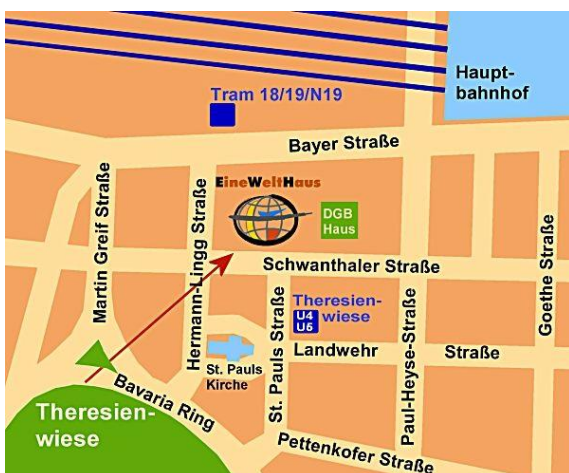 Haupt-
bahnhof
Tram 18/19/N19
Bayer Straße
EineWeltHaus
DGB
Haus
Martin Greif Straße
Hermann-Lingg Straße
Schwanthaler Straße
Goethe Straße
Theresien-
wiese
U4
U5
St. Pauls Straße
Paul-Heyse-Straße
Landwehr Straße
St. Pauls
Kirche
Bavaria Ring
Theresien-
wiese
Pettenkofer Straße